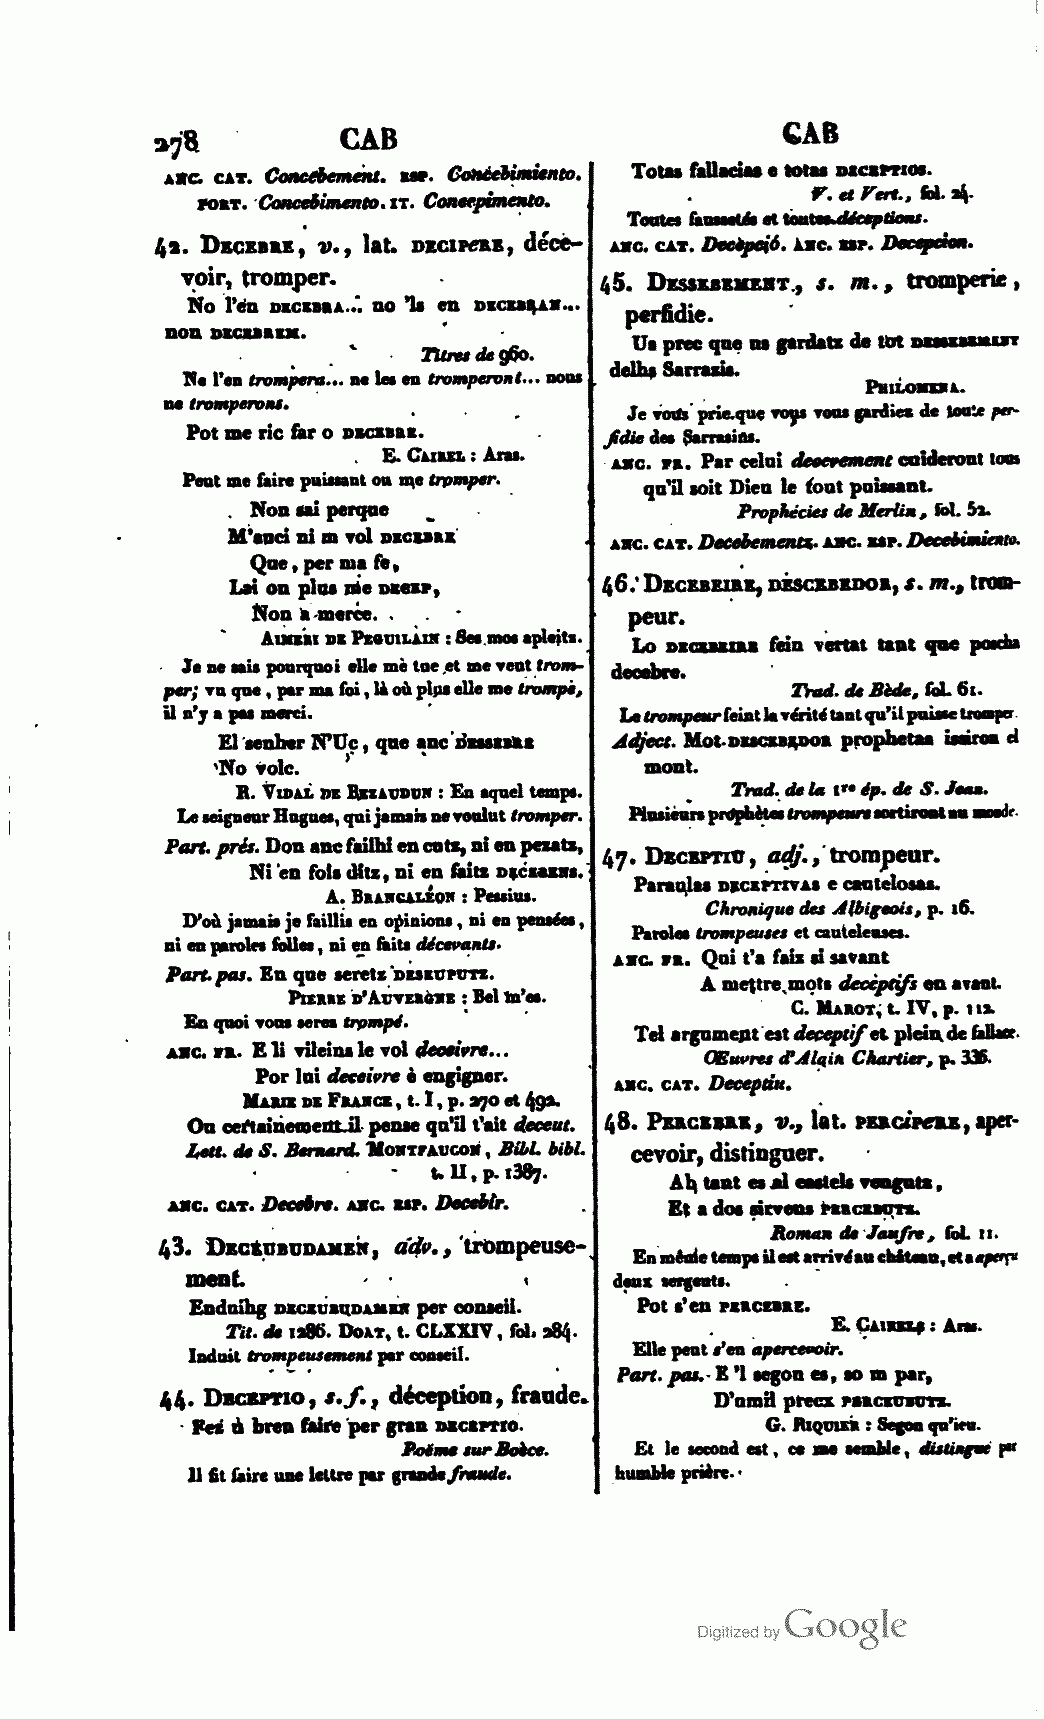 278 CAB
CAB
ANC. CAT. Concebement. ESP. Concebimiento.
PORT. Concebimento. IT. Concepimento.
42. DECEBRE, v., lat. DECIPERE, déce-
voir, tromper.
No l'en DECEBRA... no 'ls en DECEBRAN...
non DECEBREM.
Titres de 960.
Ne l'en trompera... ne les en tromperont... nous
ne tromperons.
Pot me ric far o DECEBRE.
E. CAIREL : Aras.
Peut me faire puissant ou me tromper.
Non sai perque
M'auci ni m vol DECEBRE
Que, per ma fe,
Lai on plus me DECEP,
Non a merce.
AIMERI DE PEGUILAIN : Ses mos apleitz.
Je ne sais pourquoi elle me tue et me veut trom-
per; vu que, par ma foi, là où plus elle me trompe,
il n'y a pas merci.
El senher N'Uc, que anc DESSEBRE
No volc.
R. VIDAL DE BEZAUDUN : En aquel temps.
Le seigneur Hugues, qui jamais ne voulut tromper.
Part. prés. Don anc failhi en cutz, ni en pezatz,
Ni en fols ditz, ni en faitz DECEBENS.
A. BRANCALÉON : Pessius.
D'où jamais je faillis en opinions, ni en pensées,
ni en paroles folles, ni en faits décevants.
Part. pas. En que seretz DESEUPUTZ.
PIERRE D'AUVERGNE : Bel m'es.
En quoi vous serez trompé.
ANC. FR. E li vileins le vol deceivre...
Por lui deceivre è engigner.
MARIE DE FRANCE, t. I, p. 270 et 492.
Ou certainement il pense qu'il t'ait deceut.
Lett. de S. Bernard. MONTFAUCON, Bibl. bibl.
t. II, p. 1387.
ANC. CAT. Decebre. ANC. ESP. Decebir.
43. DECEUBUDAMEN, adv., trompeuse-
ment.
Enduihg DECEUBUDAMEN per conseil.
Tit. de 1286. DOAT, t. CLXXIV, fol. 284.
Induit trompeusement par conseil.
44. DECEPTIO, s. f., déception, fraude.
Fez ù breu faire per gran DECEPTIO.
Poëme sur Boèce.
Il fit faire une lettre par grande fraude.
Totas fallacias e totas DECEPTIOS.
V. et Vert., fol. 24.
Toutes faussetés et toutes déceptions.
ANC. CAT. Decepció. ANC. ESP. Decepcion.
45. DESSEBEMENT, s. m., tromperie,
perfidie.
Us prec que us gardatz de tot DESSEBEMENT
delhs Sarrazis.
PHILOMENA.
Je vous prie que vous vous gardiez de toute per-
fidie des Sarrasins.
ANC. FR. Par celui decevement cuideront tous
qu'il soit Dieu le tout puissant.
Prophécies de Merlin, fol. 52.
ANC. CAT. Decebements. ANC. ESP. Decebimiento.
46. DECEBEIRE, DESCEBEDOR, s. m., trom-
peur.
Lo DECEBEIRE fein vertat tant que poscha
decebre.
Trad. de Bède, fol. 61.
Le trompeur feint la vérité tant qu'il puisse tromper.
Adject. Mot DESCEBEDOR prophetas issiron el
mont.
Trad. de la 1re ép. de S. Jean.
Plusieurs prophètes trompeurs sortiront au monde.
47. DECEPTIU, adj., trompeur.
Paraulas DECEPTIVAS e cautelosas.
Chronique des Albigeois, p. 16.
Paroles trompeuses et cauteleuses.
ANC. FR. Qui t'a faiz si savant
A mettre mots deceptifs en avant.
C. MAROT, t. IV, p. 112.
Tel argument est deceptif et plein de fallace.
Œuvres d'Alain Chartier, p. 336.
ANC. CAT. Deceptiu.
48. PERCEBRE, v., lat. PERCIPERE, aper-
cevoir, distinguer.
Ab tant es al castels vengutz,
Et a dos sirvens PERCEBUTZ.
Roman de Jaufre, fol. 11.
En même temps il est arrivé au château, et a aperçu
deux sergents.
Pot s'en PERCEBRE.
E. CAIRELS : Aras.
Elle peut s'en apercevoir.
Part. pas. E 'l segon es, so m par,
D'umil precx PERCEUBUTZ.
G. RIQUIER : Segon qu'ieu.
Et le second est, ce me semble, distingué par
humble prière.
Digitized by Google